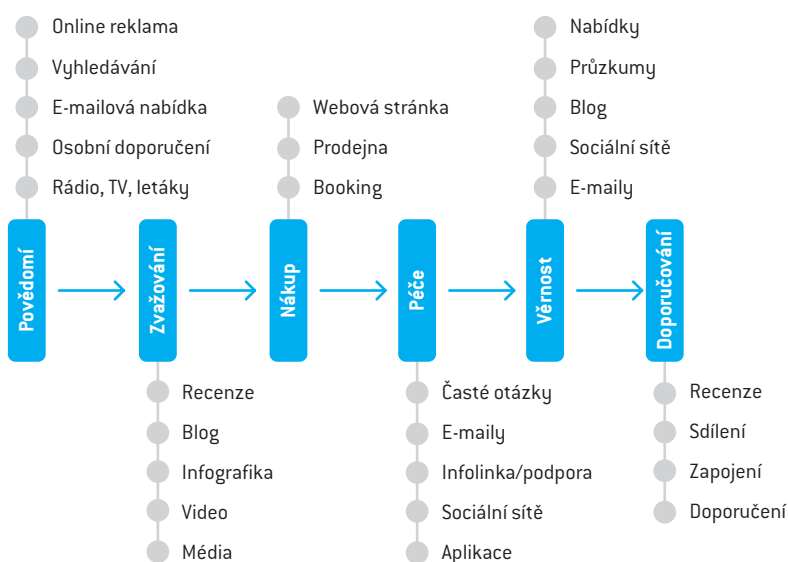 Online reklama
Vyhledávání
E-mailová nabídka
Osobní doporučení
Rádio, TV, letáky
Povědomí
Zvažování
Recenze
Blog
Infografika
Video
Média
Webová stránka
Prodejna
Booking
Nákup
Péče
Časté otázky
E-maily
Infolinka/podpora
Sociální sítě
Aplikace
Nabídky
Průzkumy
Blog
Sociální sítě
E-maily
Věrnost
Doporučování
Recenze
Sdílení
Zapojení
Doporučení